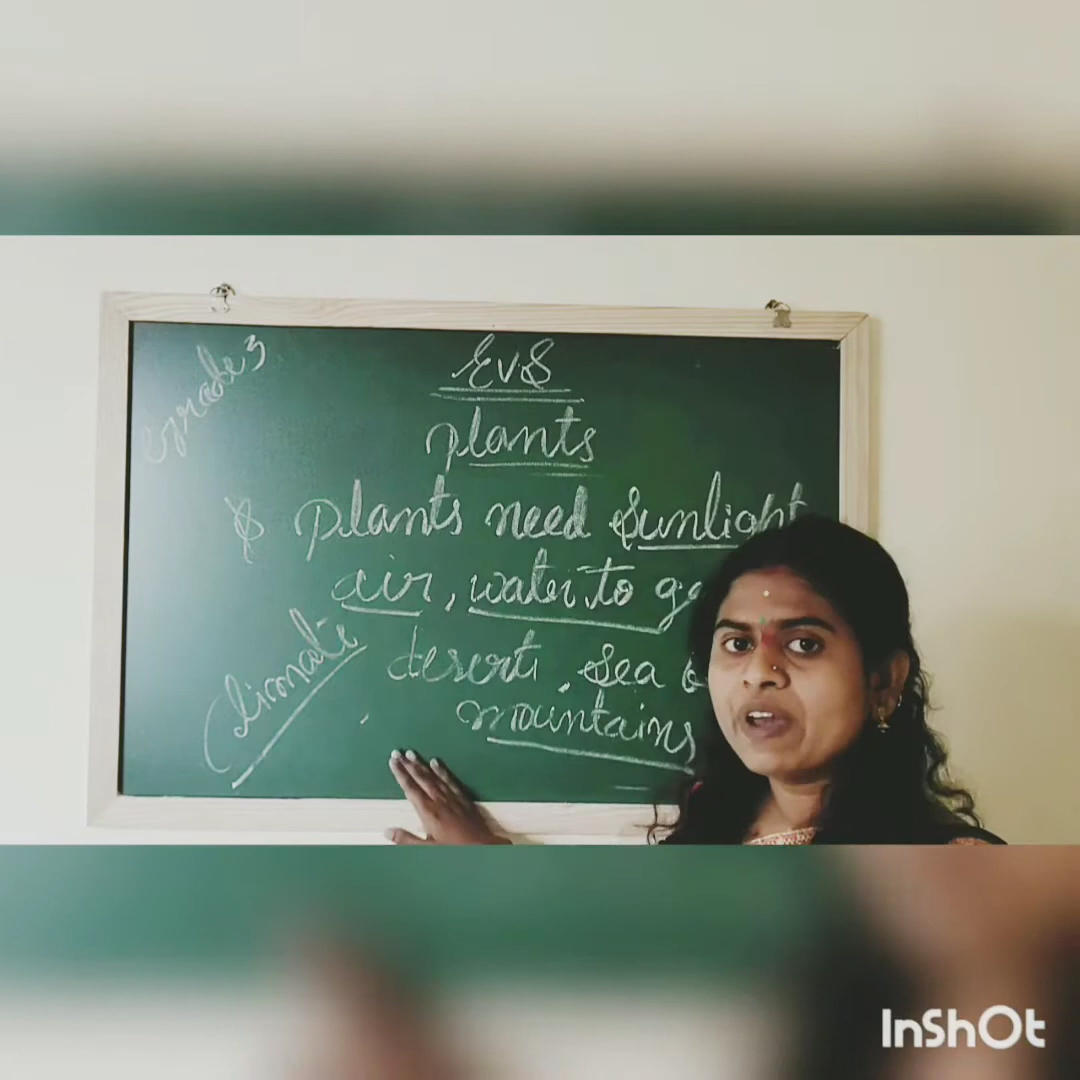 Grade 3
EVS
plants
plants need Sunlight
air, water, to
desert, Sea
Climate
mountains
InShOt